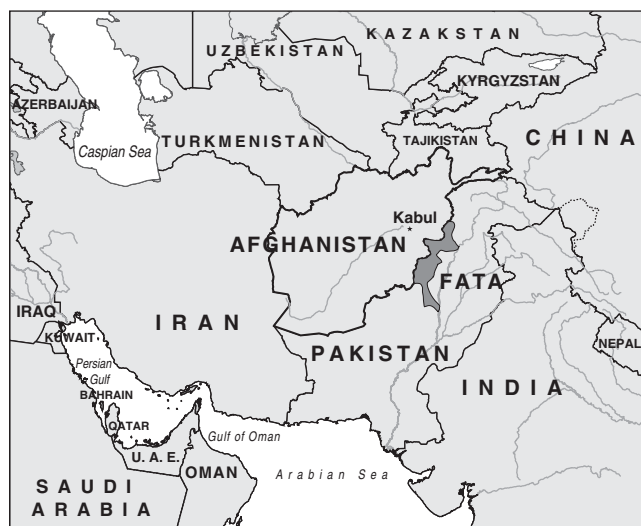 KAZAKSTAN
UZBEKISTAN
KYRGYZSTAN
AZERBAIJAN
CHINA
TURKMENISTAN
TAJIKISTAN
Caspian Sea
Kabul
AFGHANISTAN
FATA
IRAQ
IRAN
KUWAIT
PAKISTAN
NEPAL
Persian
Gulf
INDIA
BAHRAIN
QATAR
Gulf of Oman
U. A. E.
OMAN
Arabian Sea
SAUDI
ARABIA